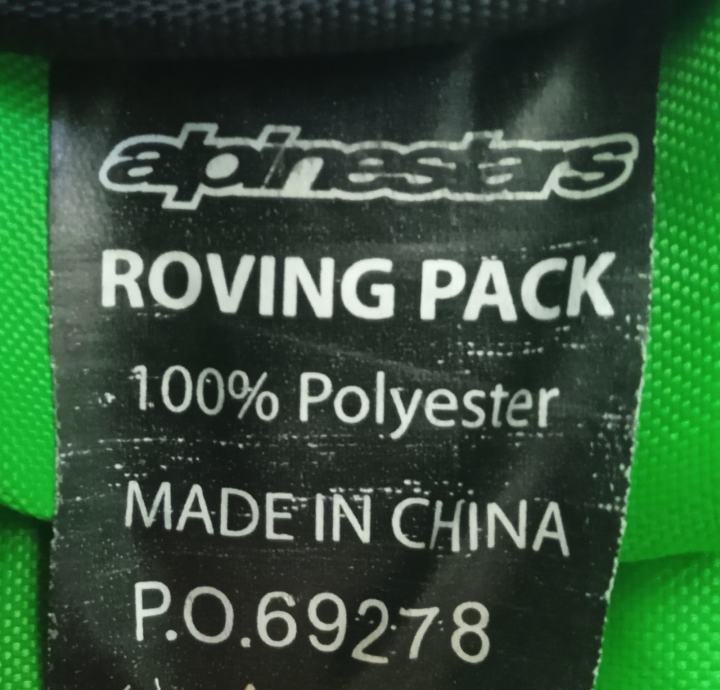 alpinestars
ROVING PACK
100% Polyester
MADE IN CHINA
P.O.69278